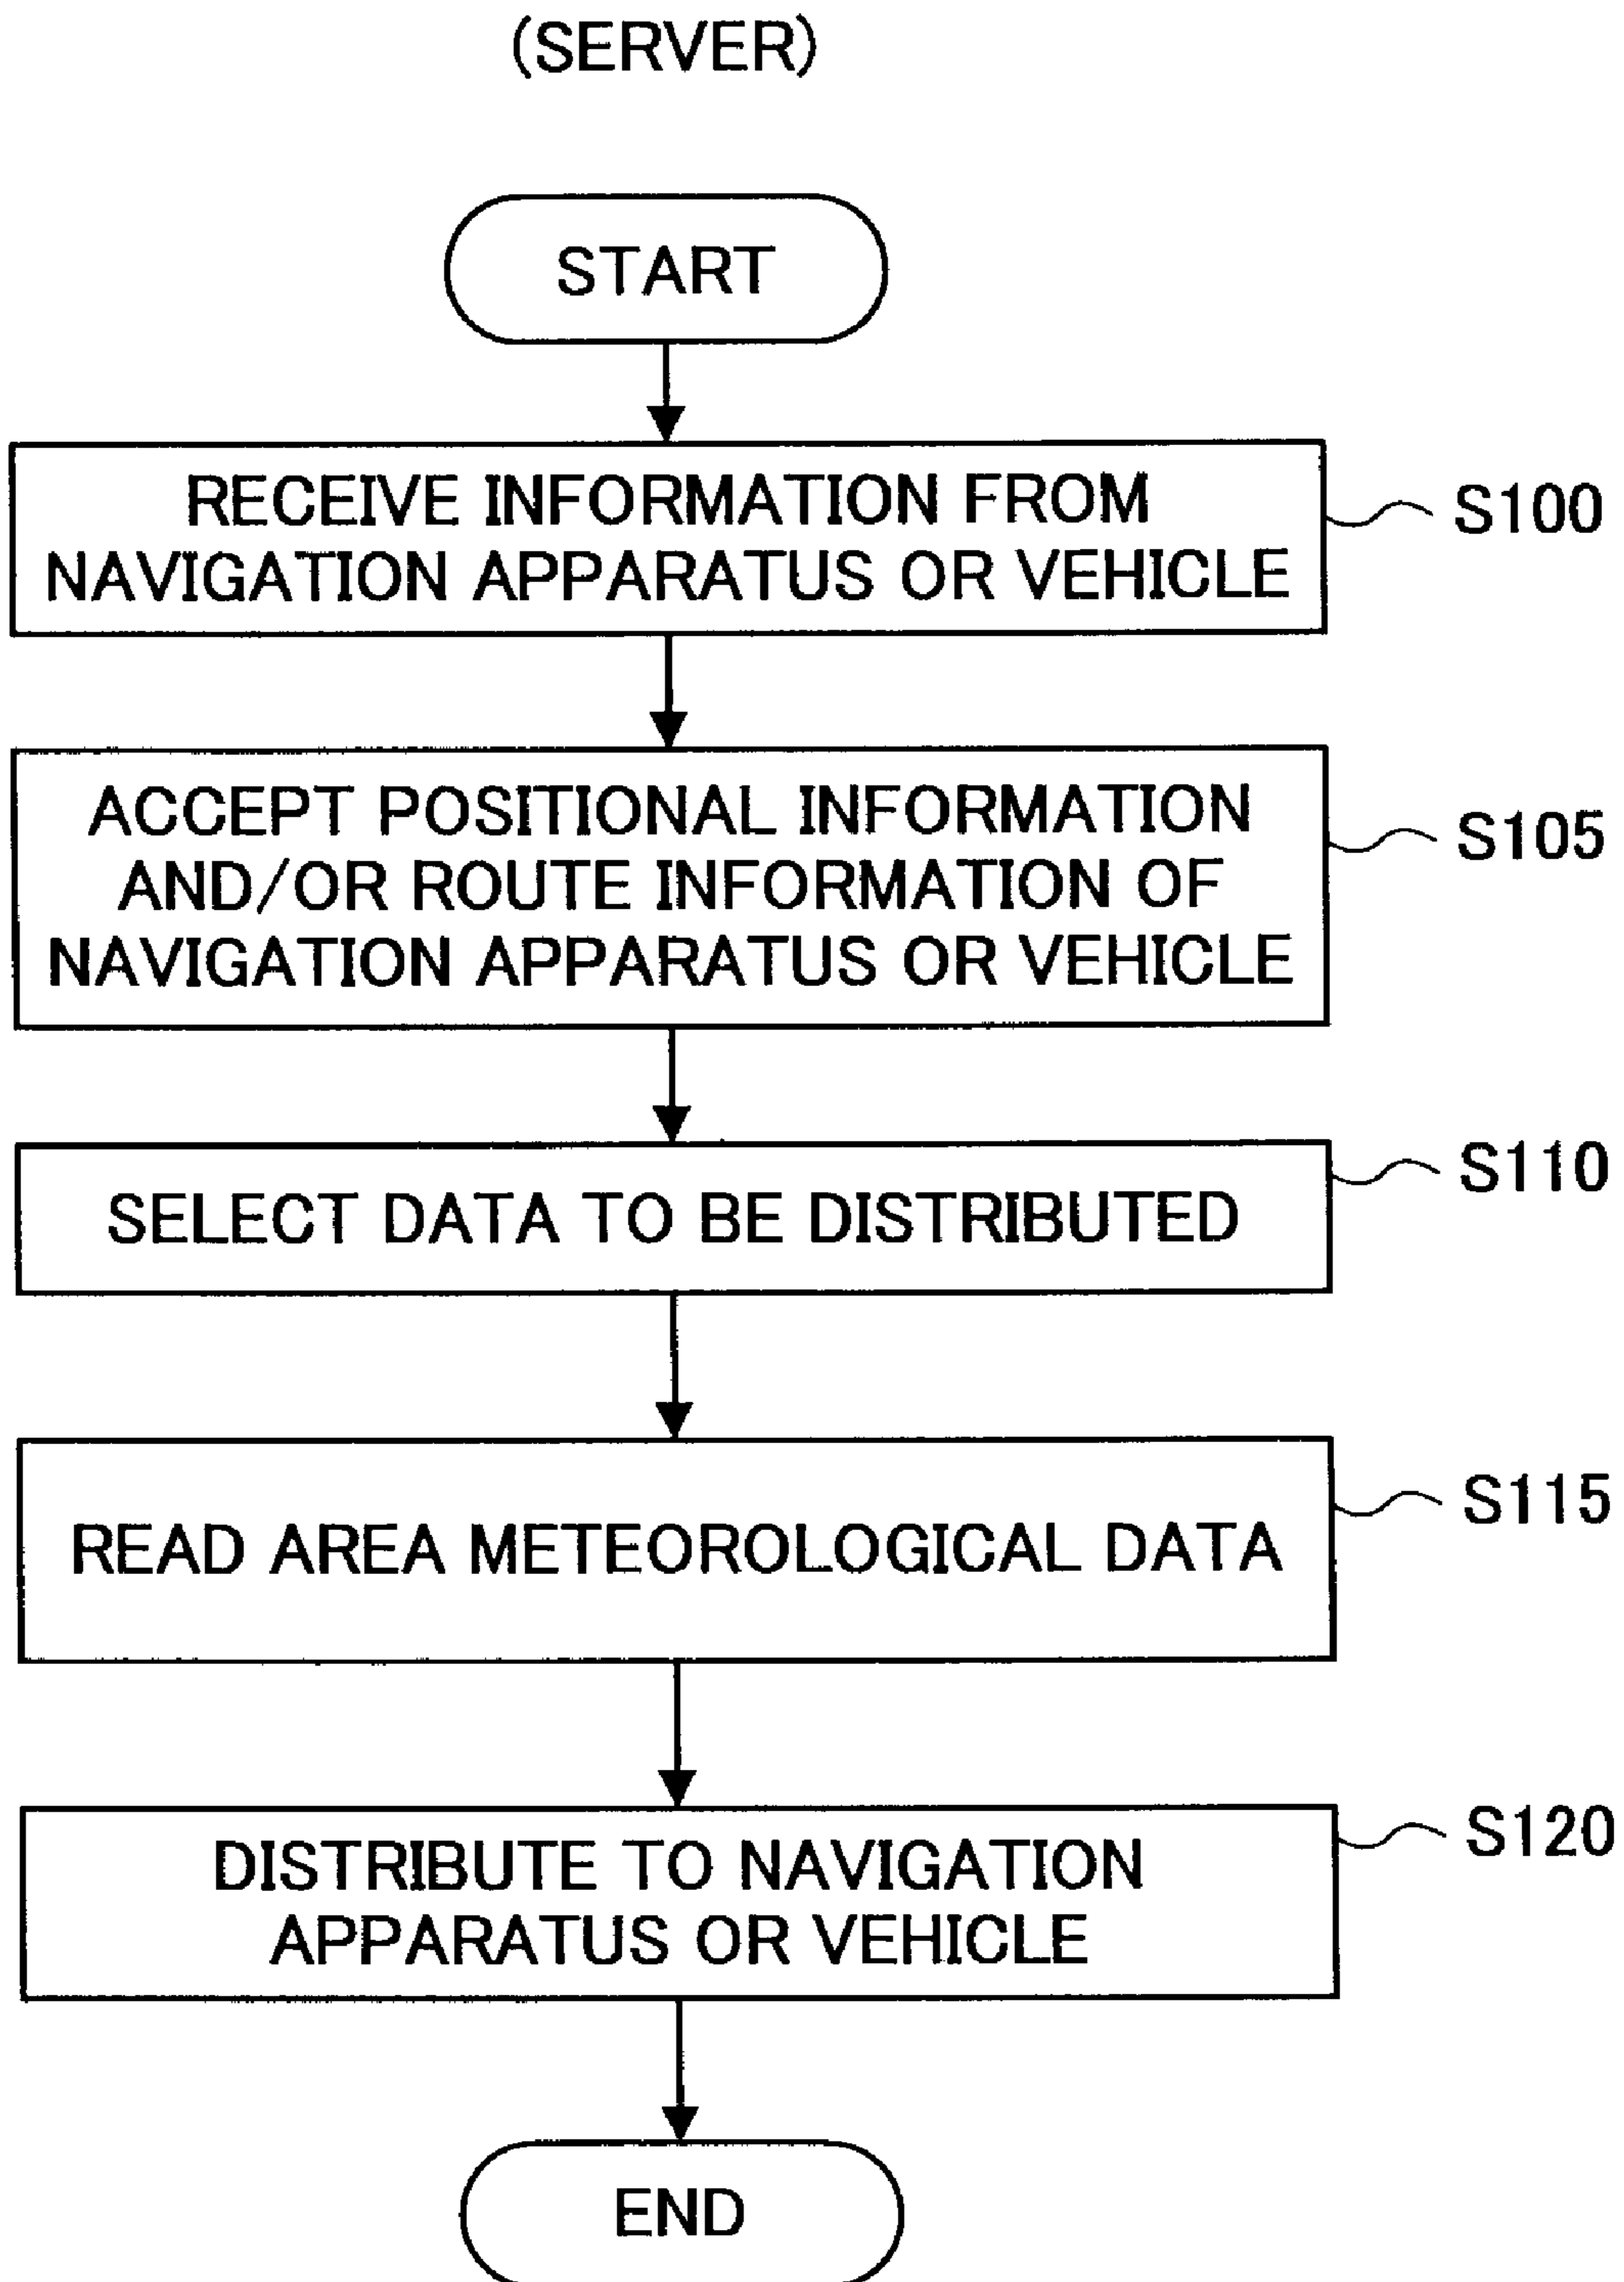 (SERVER)
START
RECEIVE INFORMATION FROM
NAVIGATION APPARATUS OR VEHICLE
S100
ACCEPT POSITIONAL INFORMATION
AND/OR ROUTE INFORMATION OF
NAVIGATION APPARATUS OR VEHICLE
S105
SELECT DATA TO BE DISTRIBUTED
S110
READ AREA METEOROLOGICAL DATA
S115
DISTRIBUTE TO NAVIGATION
APPARATUS OR VEHICLE
S120
END